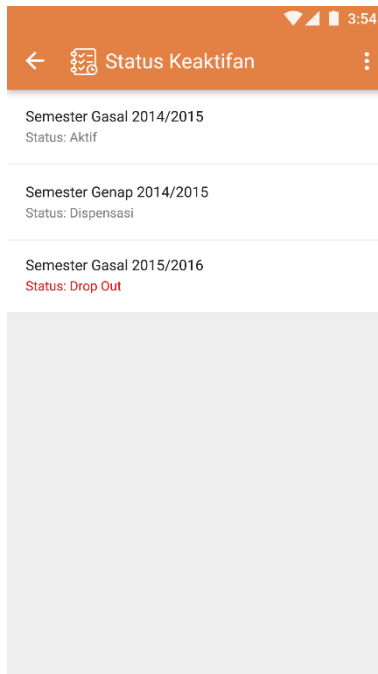 3:54
Status Keaktifan
Semester Gasal 2014/2015
Status: Aktif
Semester Genap 2014/2015
Status: Dispensasi
Semester Gasal 2015/2016
Status: Drop Out